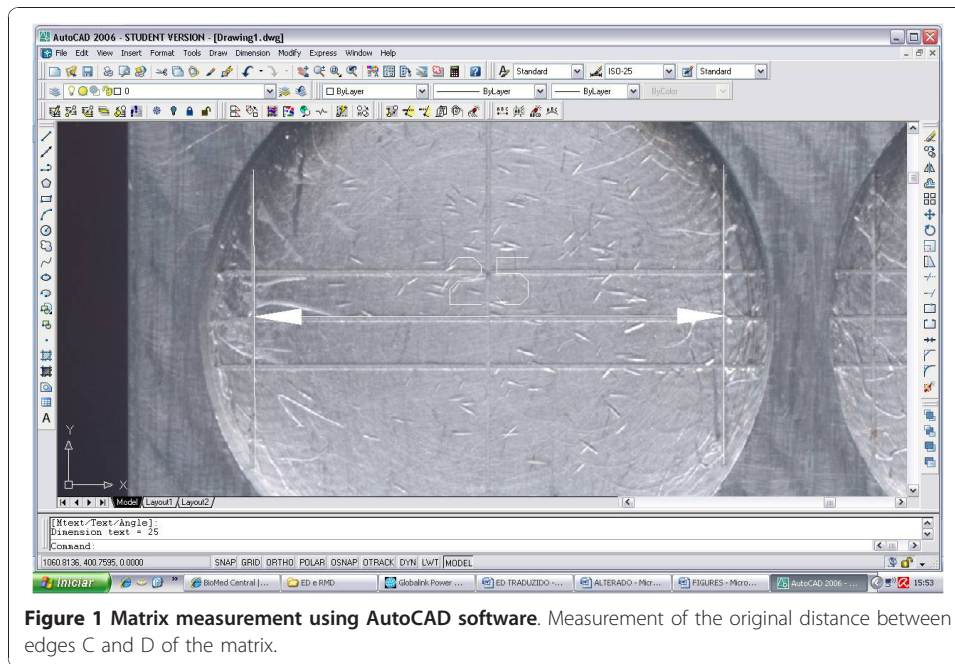 AutoCAD 2006 - STUDENT VERSION - [Drawing1.dwg]
File Edit View Insert Format Tools Draw Dimension Modify Express Window Help
Standard ISO-25 Standard
0 ByLayer ByLayer ByLayer ByColor
25
A
Y
X
Model Layout1 Layout2
[Mtext/Text/Angle]:
Dimension text = 25
Command:
1060.8136, 400.7595, 0.0000 SNAP GRID ORTHO POLAR OSNAP OTRACK DYN LWT MODEL
Iniciar » BioMed Central |... ED e RMD Globalink Power ... ED TRADUZIDO -... ALTERADO - Micr... FIGURES - Micro... AutoCAD 2006 - ... 15:53
Figure 1 Matrix measurement using AutoCAD software. Measurement of the original distance between
edges C and D of the matrix.